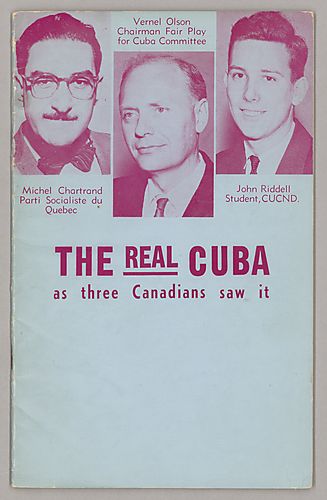 Vernel Olson
Chairman Fair Play
for Cuba Committee
Michel Chartrand
Parti Socialiste du
Quebec
John Riddell
Student, CUCND.
THE REAL CUBA
as three Canadians saw it